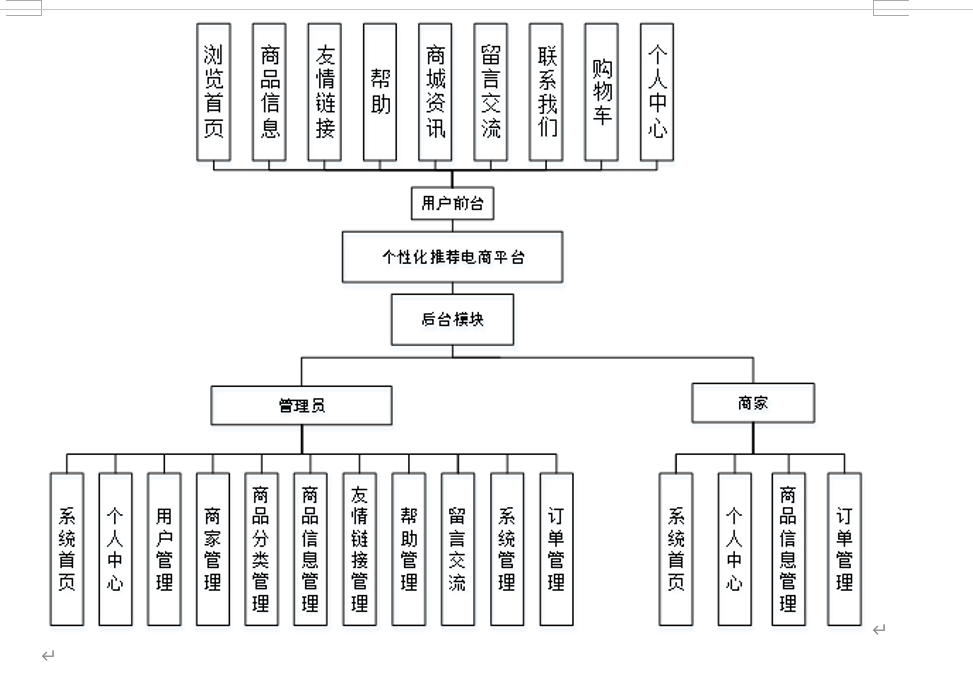 浏览首页
商品信息
友情链接
帮助
商城资讯
留言交流
联系我们
购物车
个人中心
用户前台
个性化推荐电商平台
后台模块
管理员
商家
系统首页
个人中心
用户管理
商家管理
商品分类管理
商品信息管理
友情链接管理
帮助管理
留言交流
系统管理
订单管理
系统首页
个人中心
商品信息管理
订单管理